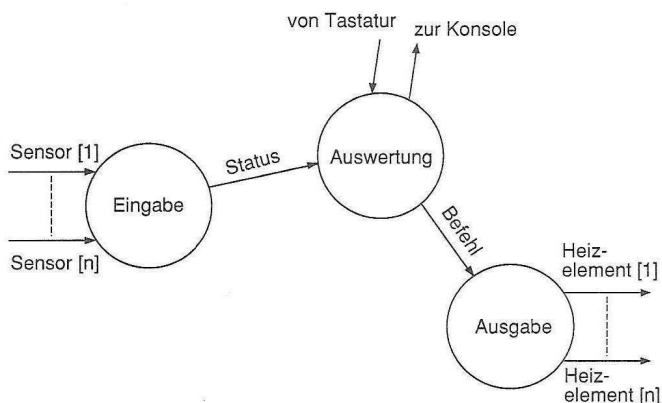 von Tastatur
zur Konsole
Sensor [1]
Status
Auswertung
Eingabe
Befehl
Sensor [n]
Heiz-
element [1]
Ausgabe
Heiz-
element [n]